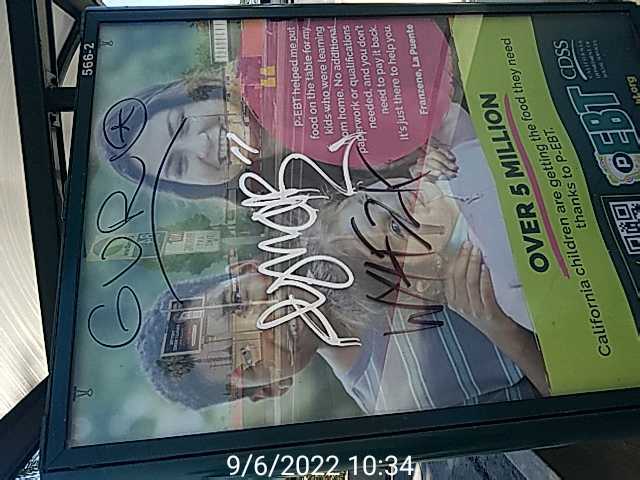 566-2
P-EBT helped me put
food on the table for my
kids who were learning
from home. No additional
paperwork or qualifications
needed, and you don't
need to pay it back.
It's just there to help you.
Franzene, La Puente
GVR
OVER 5 MILLION
California children are getting the food they need
thanks to P-EBT.
CDSS
P EBT
9/6/2022 10:34